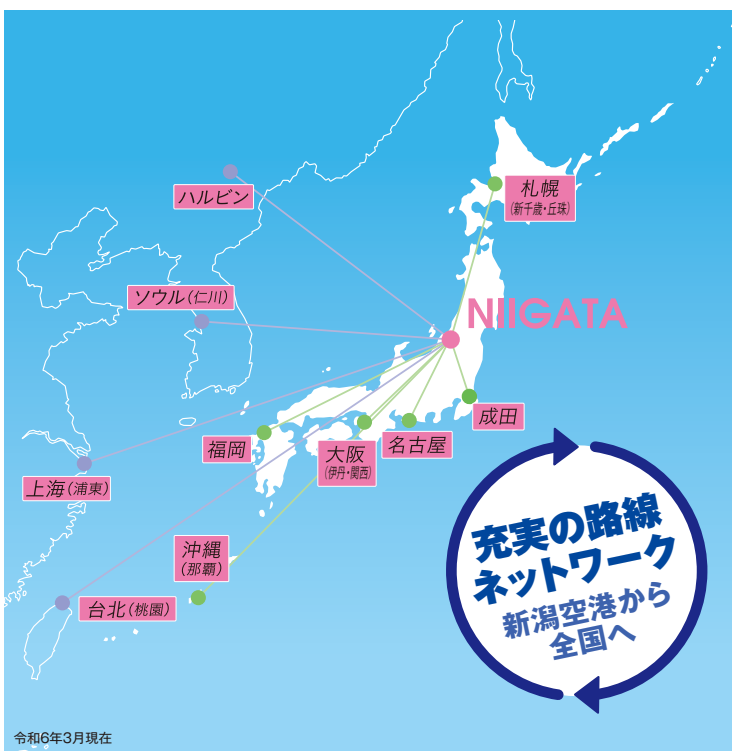 ハルビン
札幌
(新千歳・丘珠)
ソウル(仁川)
NIIGATA
成田
名古屋
大阪
(伊丹・関西)
福岡
上海(浦東)
沖縄
(那覇)
台北(桃園)
充実の路線
ネットワーク
新潟空港から
全国へ
令和6年3月現在